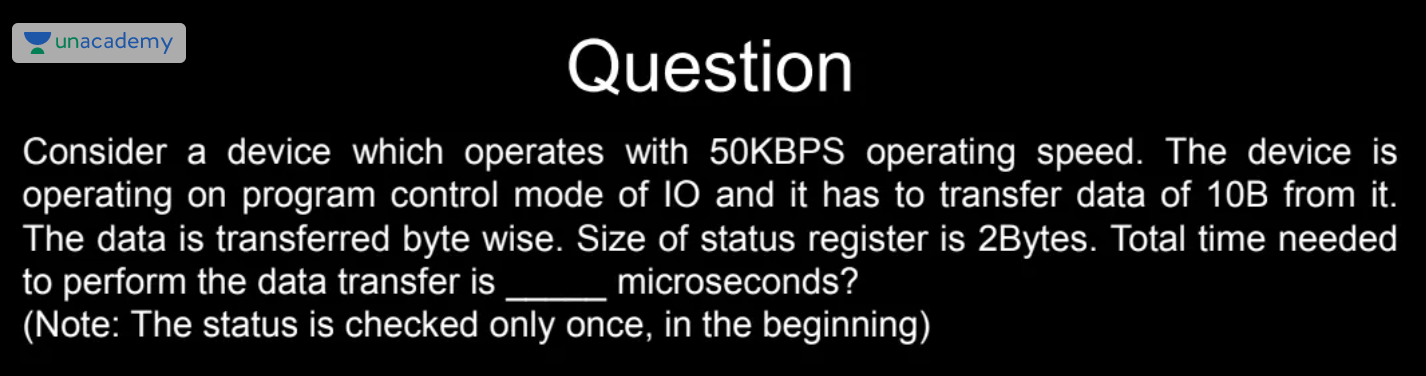 unacademy
Question
Consider a device which operates with 50KBPS operating speed. The device is
operating on program control mode of IO and it has to transfer data of 10B from it.
The data is transferred byte wise. Size of status register is 2Bytes. Total time needed
to perform the data transfer is _____ microseconds?
(Note: The status is checked only once, in the beginning)